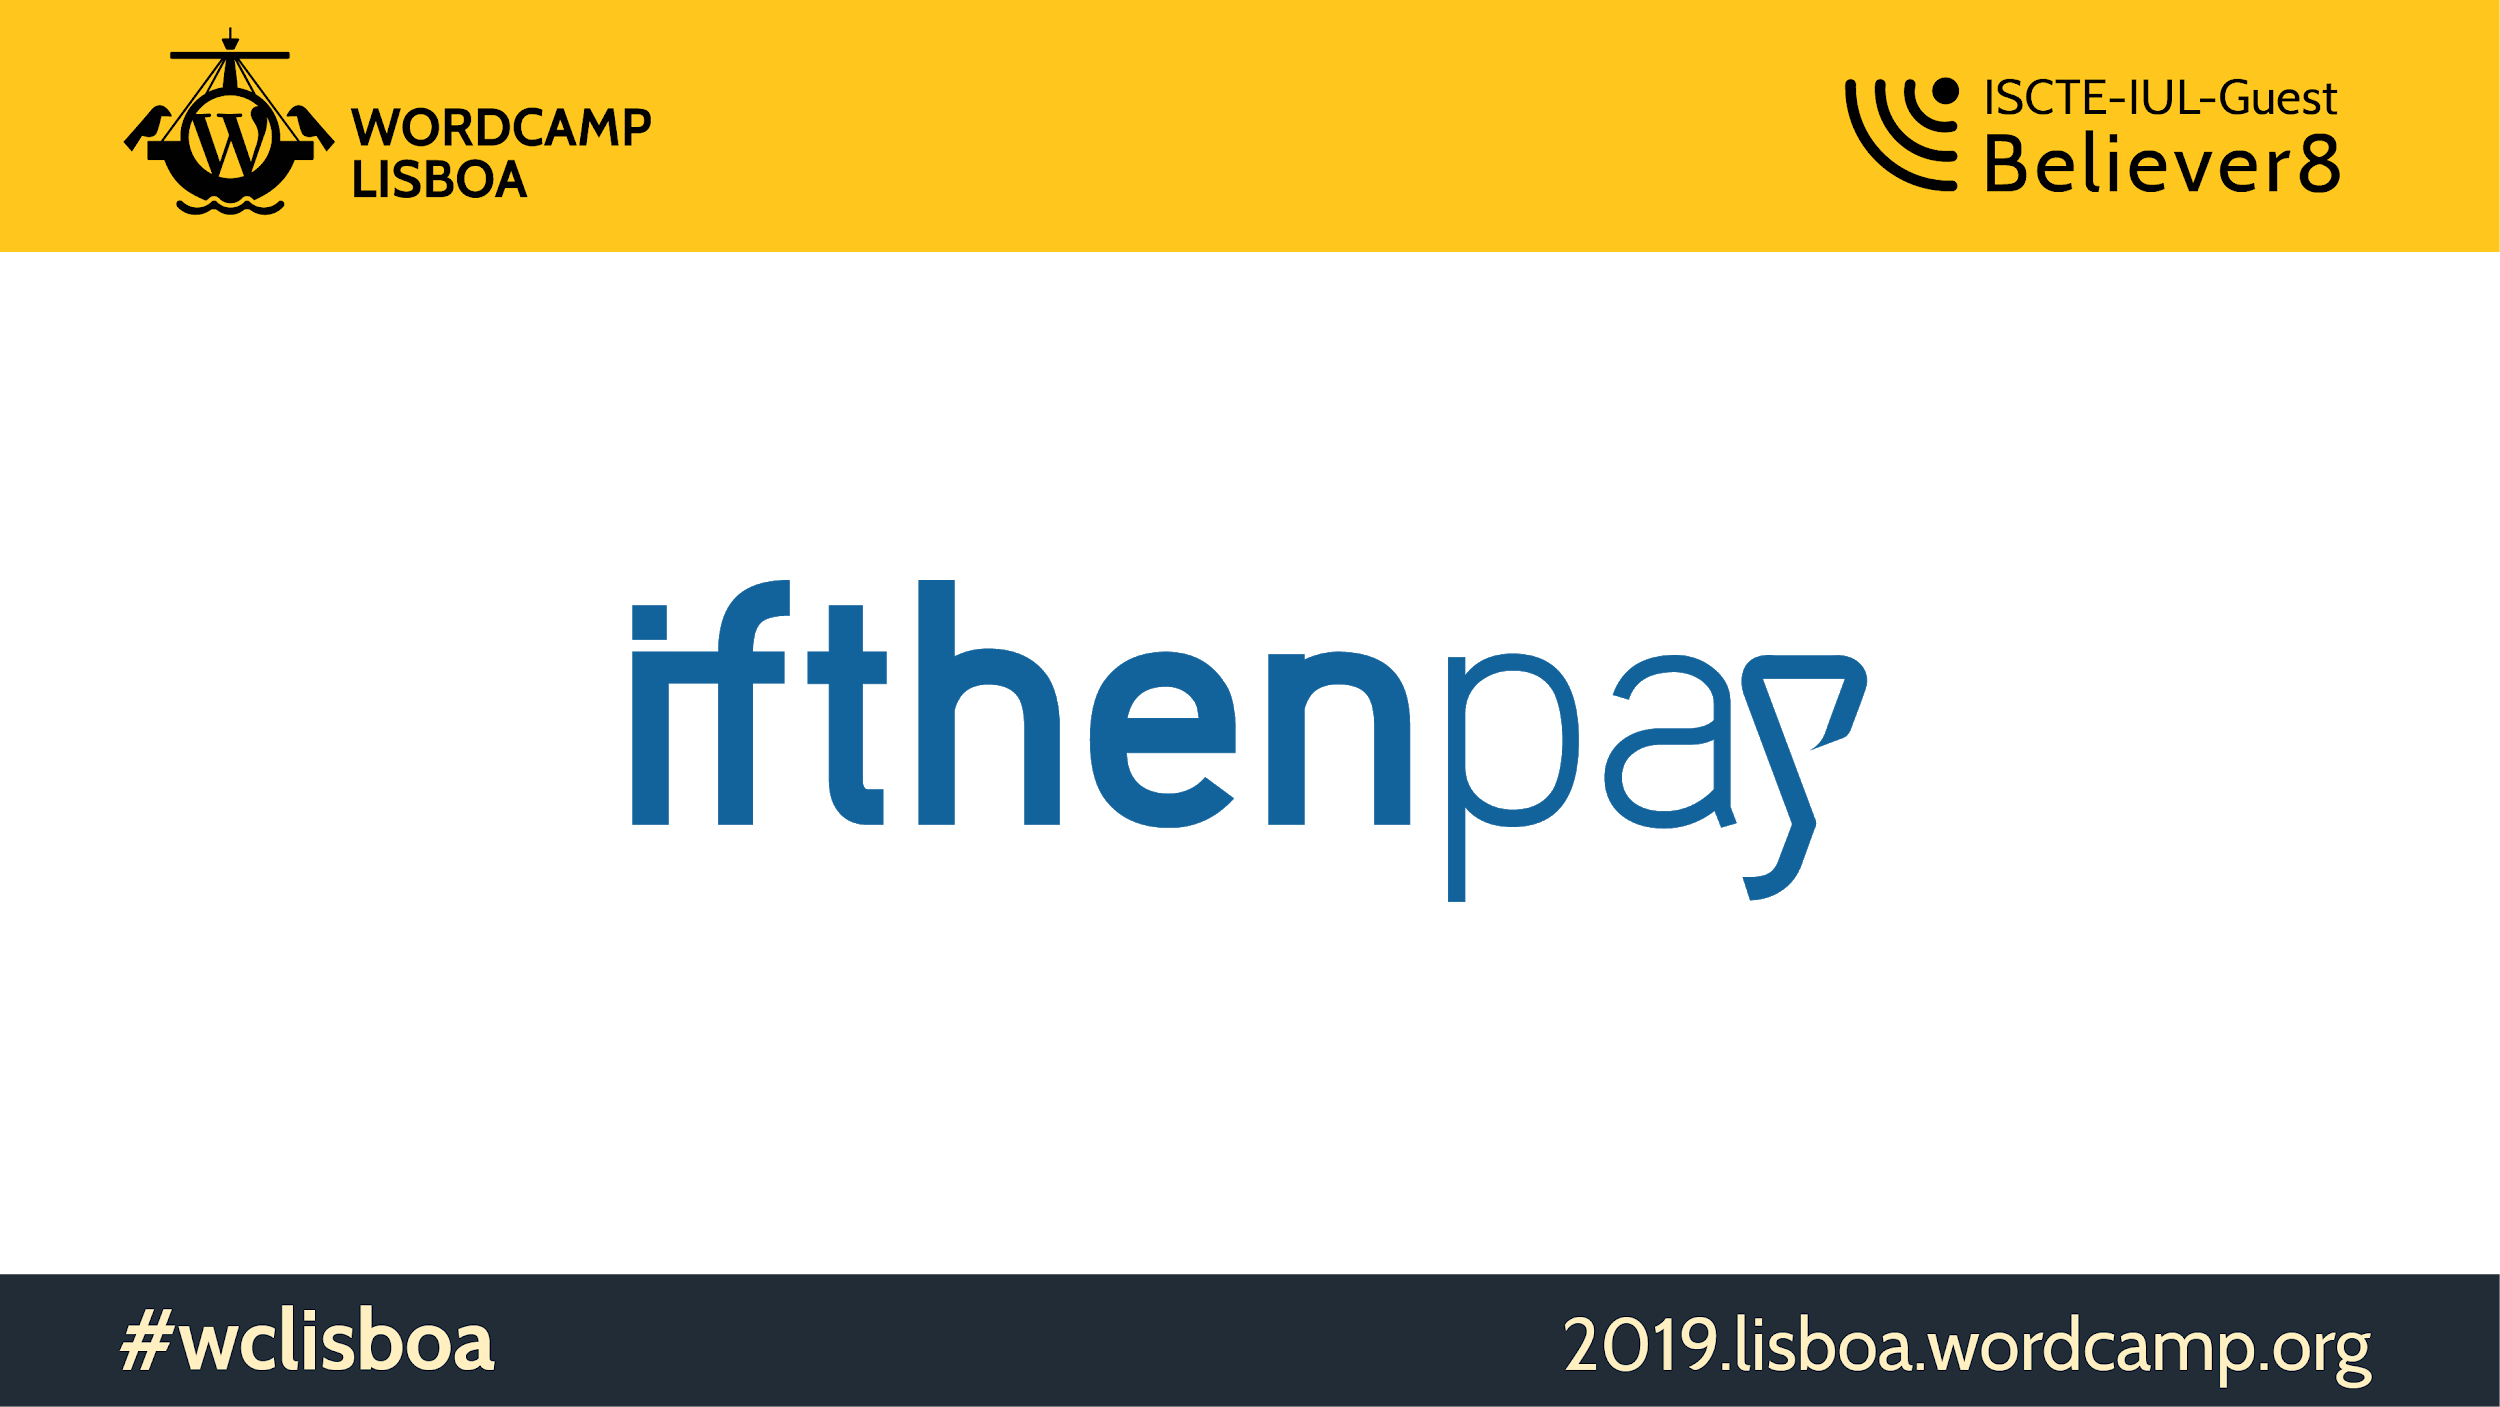 WORDCAMP
LISBOA
ISCTE-IUL-Guest
Believer8
ifthenpay
#wclisboa
2019.lisboa.wordcamp.org